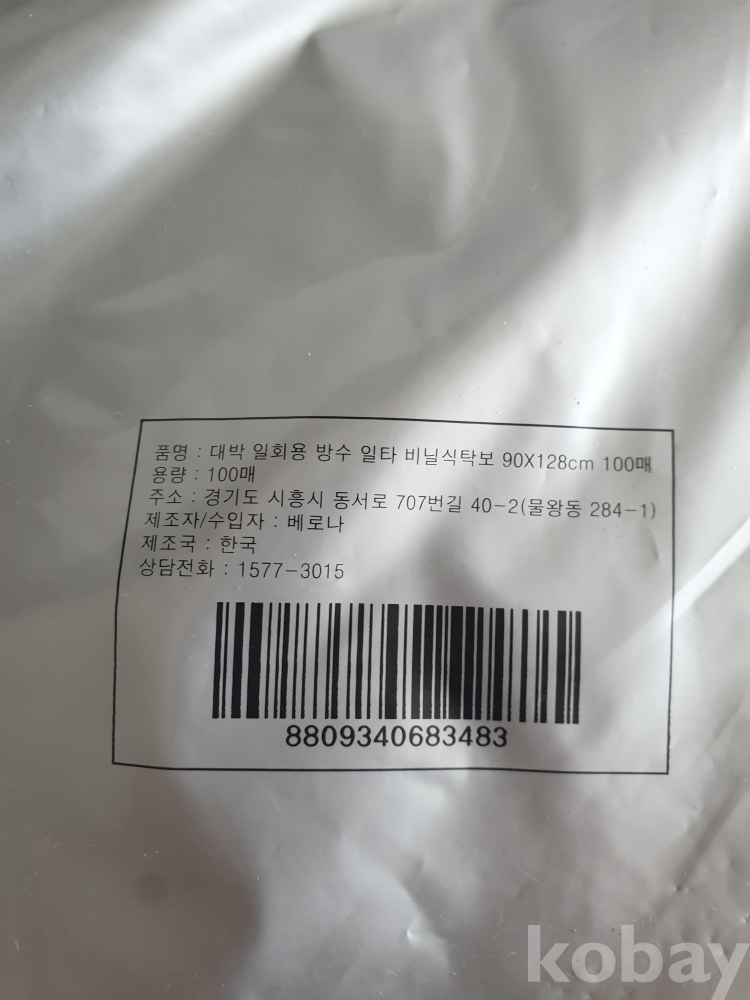 품명 : 대박 일회용 방수 일타 비닐식탁보 90X128cm 100매
용량 : 100매
주소 : 경기도 시흥시 동서로 707번길 40-2(물왕동 284-1)
제조자/수입자 : 베로나
제조국 : 한국
상담전화 : 1577-3015
8809340683483
kobay